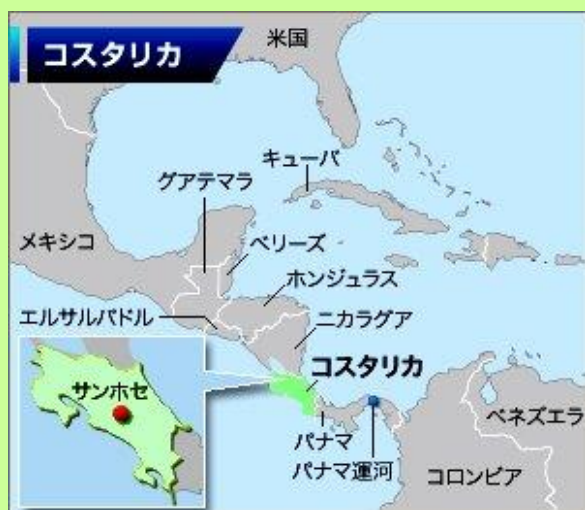 コスタリカ
米国
キューバ
グアテマラ
メキシコ
ベリーズ
ホンジュラス
エルサルバドル
ニカラグア
コスタリカ
サンホセ
パナマ
ベネズエラ
パナマ運河
コロンビア